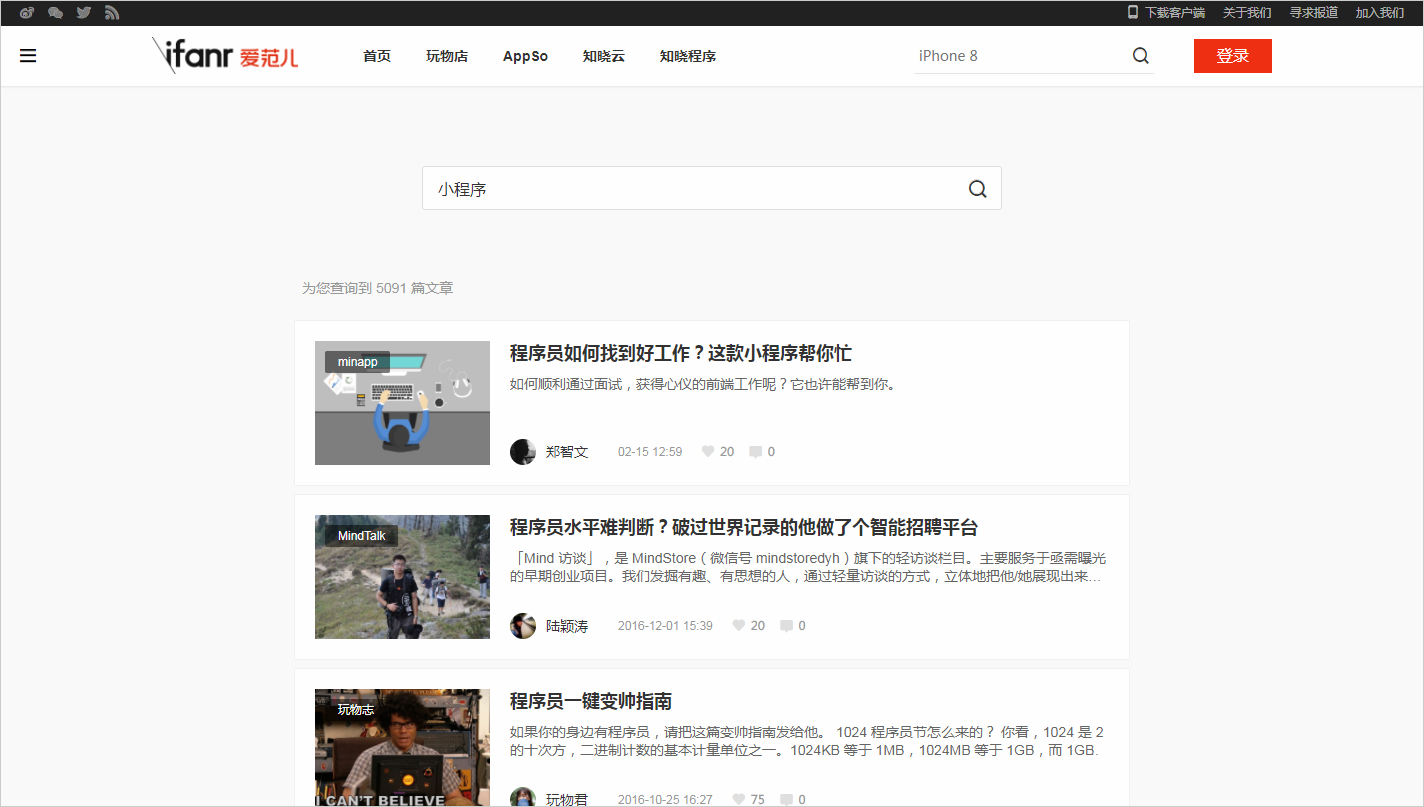 下载客户端 关于我们 寻求报道 加入我们
ifanr 爱范儿 首页 玩物店 AppSo 知晓云 知晓程序 iPhone 8 登录
小程序
为您查询到 5091 篇文章
minapp
程序员如何找到好工作？这款小程序帮你忙
如何顺利通过面试，获得心仪的前端工作呢？它也许能帮到你。
郑智文 02-15 12:59 20 0
MindTalk
程序员水平难判断？破过世界记录的他做了个智能招聘平台
「Mind 访谈」，是 MindStore（微信号 mindstoredyh）旗下的轻访谈栏目。主要服务于亟需曝光
的早期创业项目。我们发掘有趣、有思想的人，通过轻量访谈的方式，立体地把他/她展现出来...
陆颖涛 2016-12-01 15:39 20 0
玩物志
程序员一键变帅指南
如果你的身边有程序员，请把这篇变帅指南发给他。 1024 程序员节怎么来的？ 你看，1024 是 2
的十次方，二进制计数的基本计量单位之一。1024KB 等于 1MB，1024MB 等于 1GB，而 1GB.
I CAN'T BELIEVE
玩物君 2016-10-25 16:27 75 0